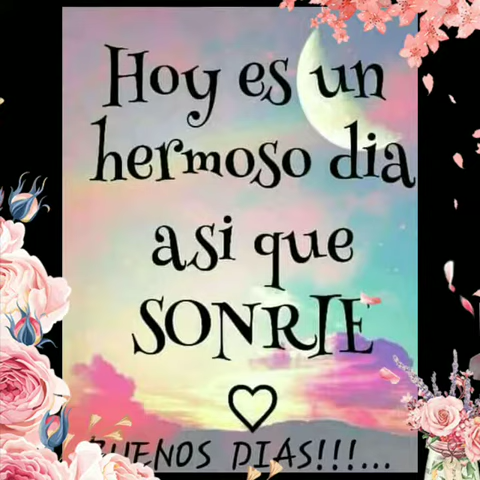 Hoy es un
hermoso dia
asi que
SONRIE
BUENOS DIAS!!!...